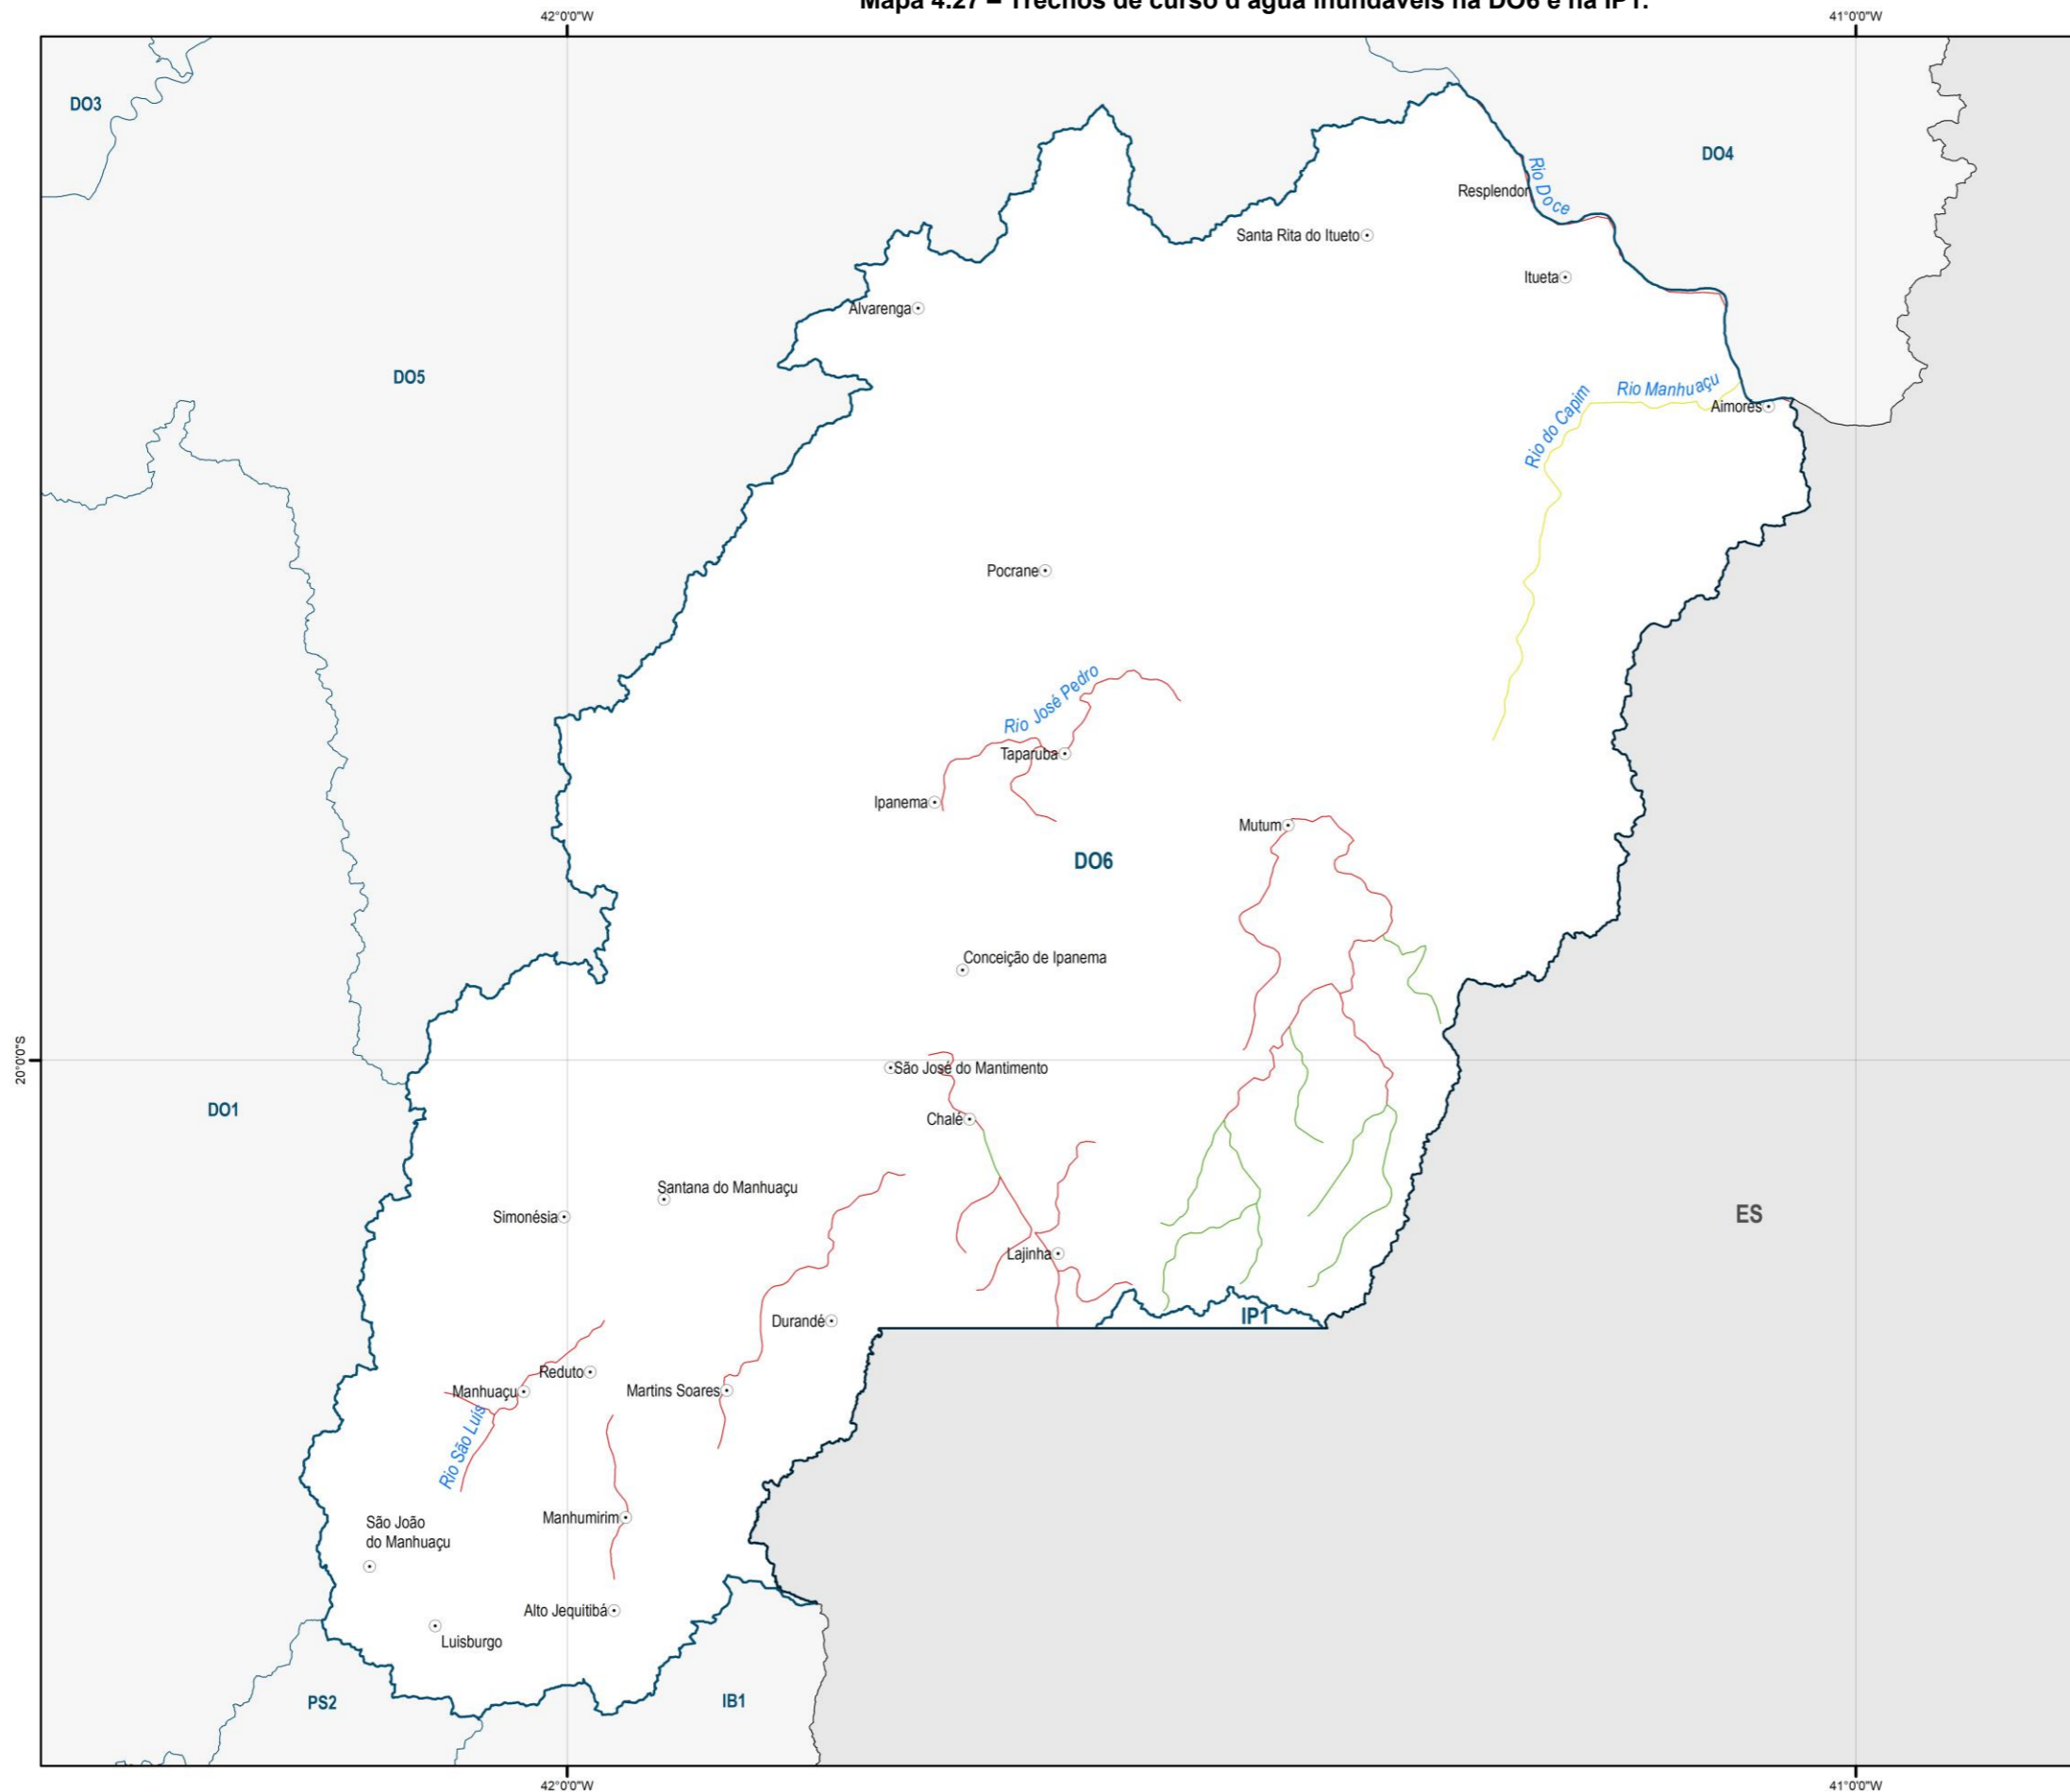 Mapa 4.27 – Trechos de curso d'água inundáveis na DO6 e na IP1.
42°0'0"W
41°0'0"W
DO3
DO4
Rio Doce
Resplendor
Santa Rita do Itueto
Itueta
Alvarenga
DO5
Rio Manhuaçu
Rio do Capim
Aimores
Pocrane
Rio José Pedro
Taparuba
Ipanema
Mutum
DO6
Conceição de Ipanema
20°0'0"S
São José do Mantimento
DO1
Chalé
Santana do Manhuaçu
Simonésia
ES
Lajinha
IP1
Durandé
Reduto
Manhuaçu
Martins Soares
Rio São Luís
Manhumirim
São João
do Manhuaçu
Alto Jequitibá
Luisburgo
PS2
IB1
42°0'0"W
41°0'0"W